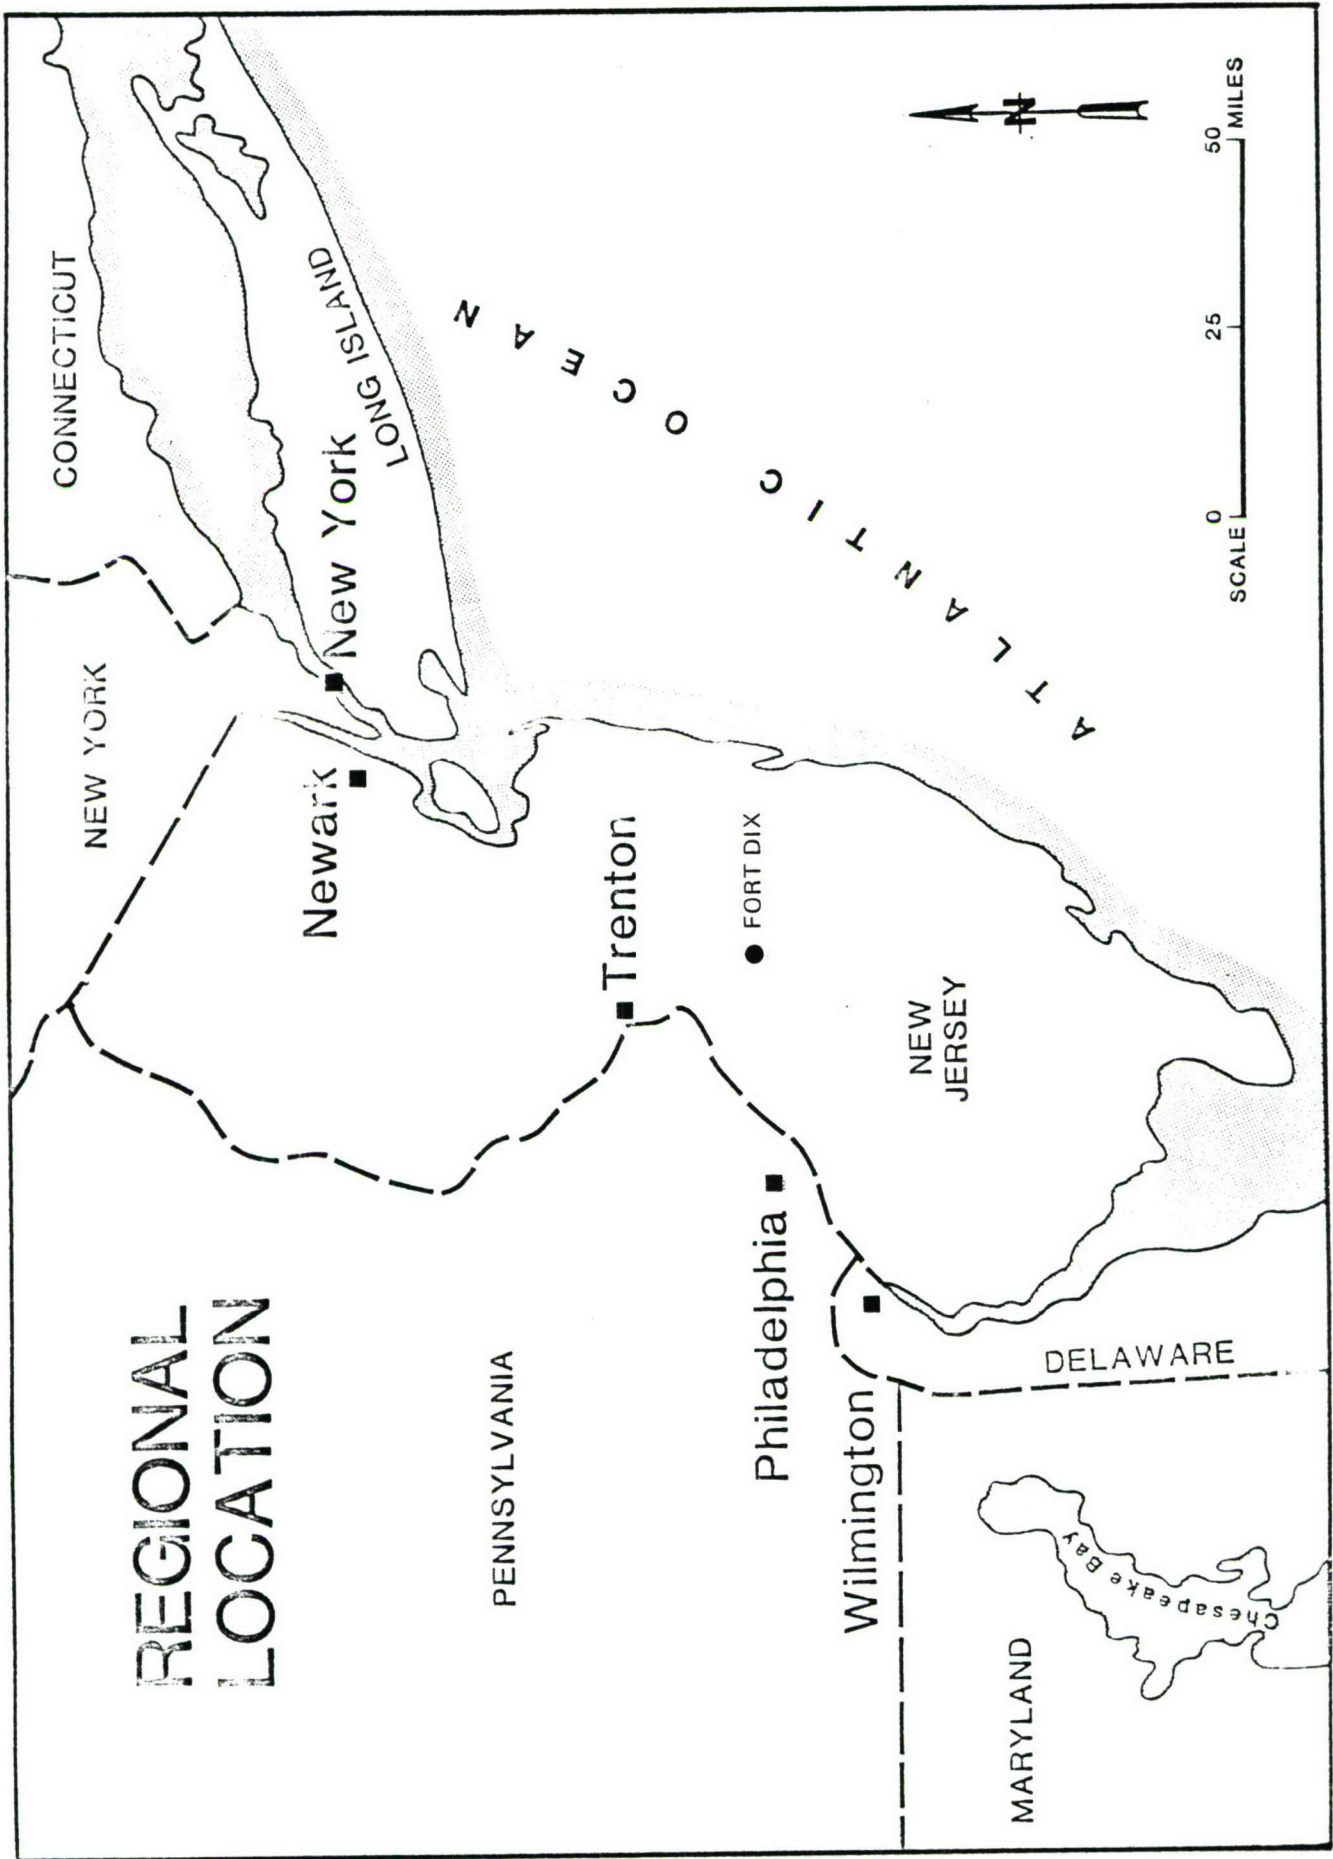 REGIONAL
LOCATION
NEW YORK
CONNECTICUT
New York
LONG ISLAND
Newark
PENNSYLVANIA
Trenton
FORT DIX
Philadelphia
NEW
JERSEY
Wilmington
DELAWARE
MARYLAND
Chesapeake Bay
ATLANTIC OCEAN
N
0 25 50
SCALE MILES